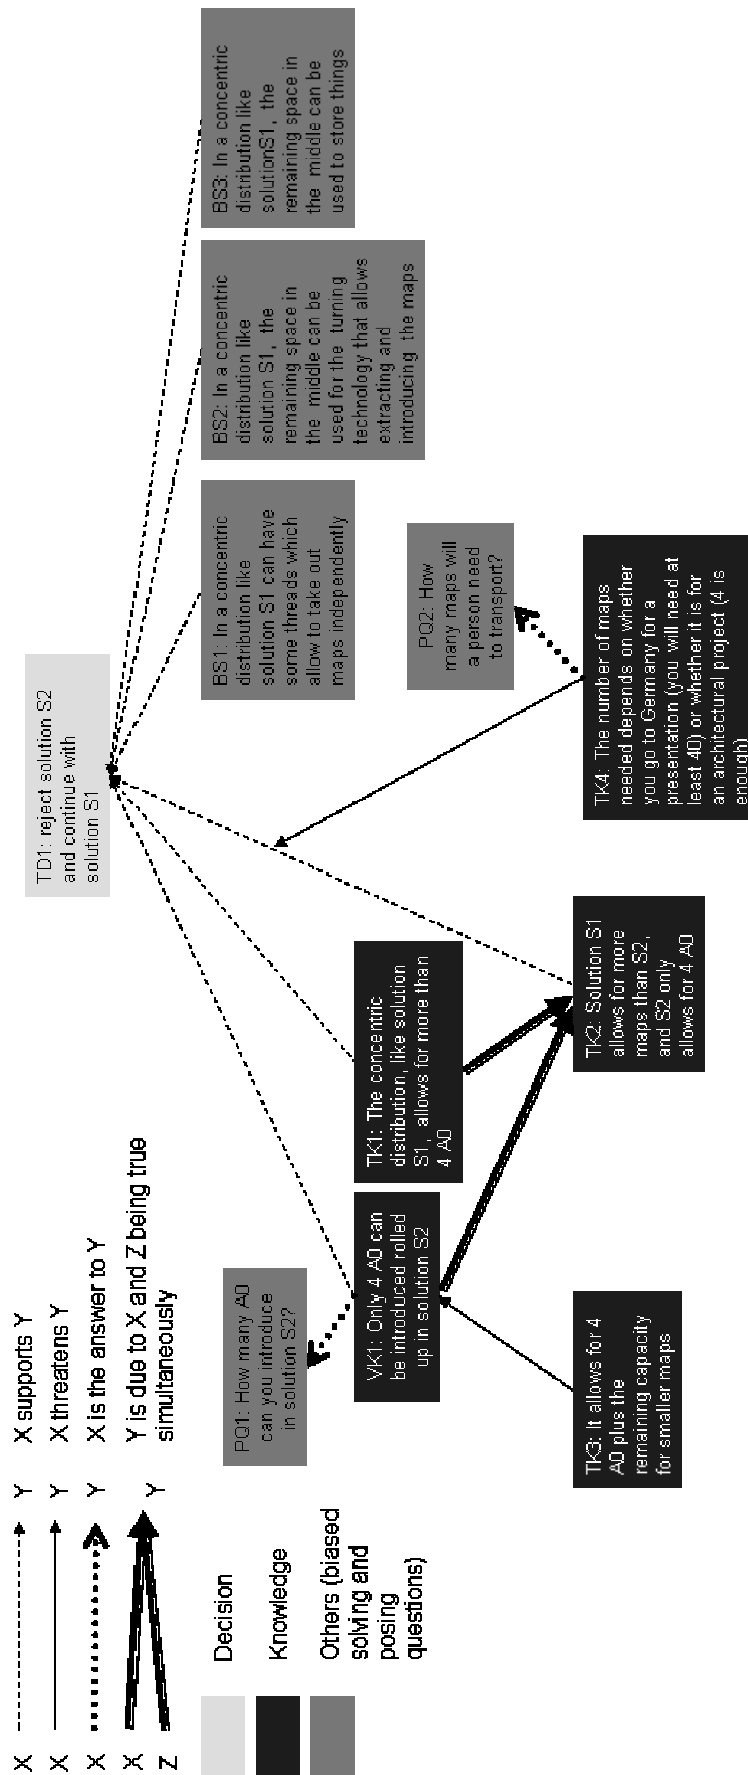 X
Y
X supports Y
X
Y
X threatens Y
X
Y
X is the answer to Y
X
Z
Y
Y is due to X and Z being true
simultaneously
Decision
Knowledge
Others (biased
solving and
posing
questions)
TD1: reject solution S2
and continue with
solution S1
PQ1: How many A0
can you introduce
in solution S2?
VK1: Only 4 A0 can
be introduced rolled
up in solution S2
TK1: The concentric
distribution, like solution
S1, allows for more than
4 A0
BS1: In a concentric
distribution like
solution S1 can have
some threads which
allow to take out
maps independently
BS2: In a concentric
distribution like
solution S1, the
remaining space in
the middle can be
used for the turning
technology that allows
extracting and
introducing the maps
BS3: In a concentric
distribution like
solutionS1, the
remaining space in
the middle can be
used to store things
PQ2: How
many maps will
a person need
to transport?
TK3: It allows for 4
A0 plus the
remaining capacity
for smaller maps
TK2: Solution S1
allows for more
maps than S2,
and S2 only
allows for 4 A0
TK4: The number of maps
needed depends on whether
you go to Germany for a
presentation (you will need at
least 40) or whether it is for
an architectural project (4 is
enough)